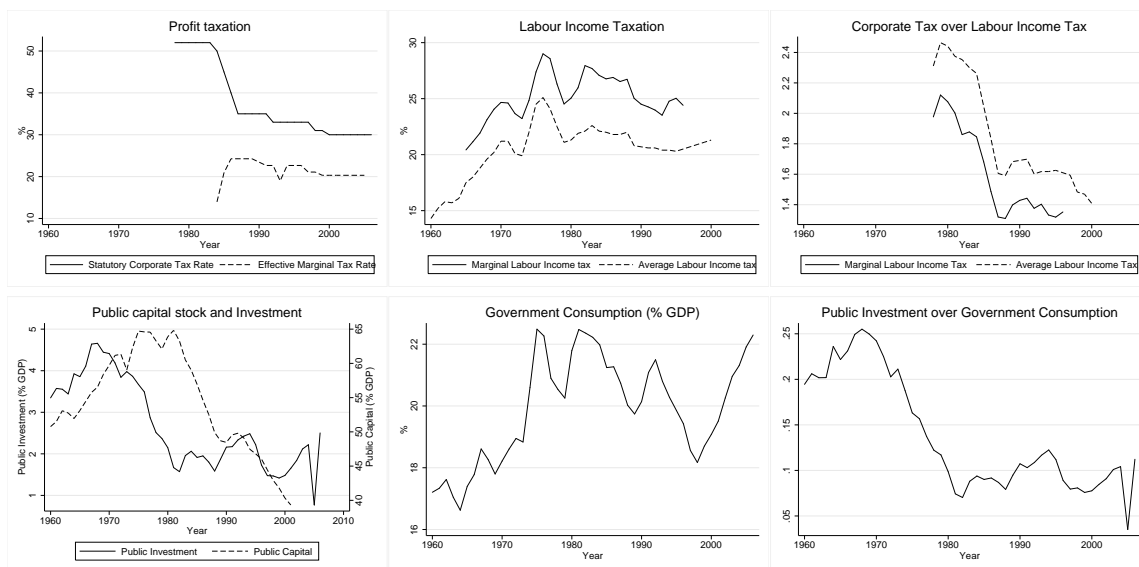 Profit taxation
%
50
40
30
20
10
1960 1970 1980 1990 2000
Year
Statutory Corporate Tax Rate Effective Marginal Tax Rate
Labour Income Taxation
%
30
25
20
15
1960 1970 1980 1990 2000
Year
Marginal Labour Income tax Average Labour Income tax
Corporate Tax over Labour Income Tax
2.4
2.2
2
1.8
1.6
1.4
1960 1970 1980 1990 2000
Year
Marginal Labour Income Tax Average Labour Income Tax
Public capital stock and Investment
Public Investment (% GDP)
5
4
3
2
1
Public Capital (% GDP)
65
60
55
50
45
40
1960 1970 1980 1990 2000 2010
Year
Public Investment Public Capital
Government Consumption (% GDP)
%
22
20
18
16
1960 1970 1980 1990 2000
Year
Public Investment over Government Consumption
.25
.2
.15
.1
.05
1960 1970 1980 1990 2000
Year